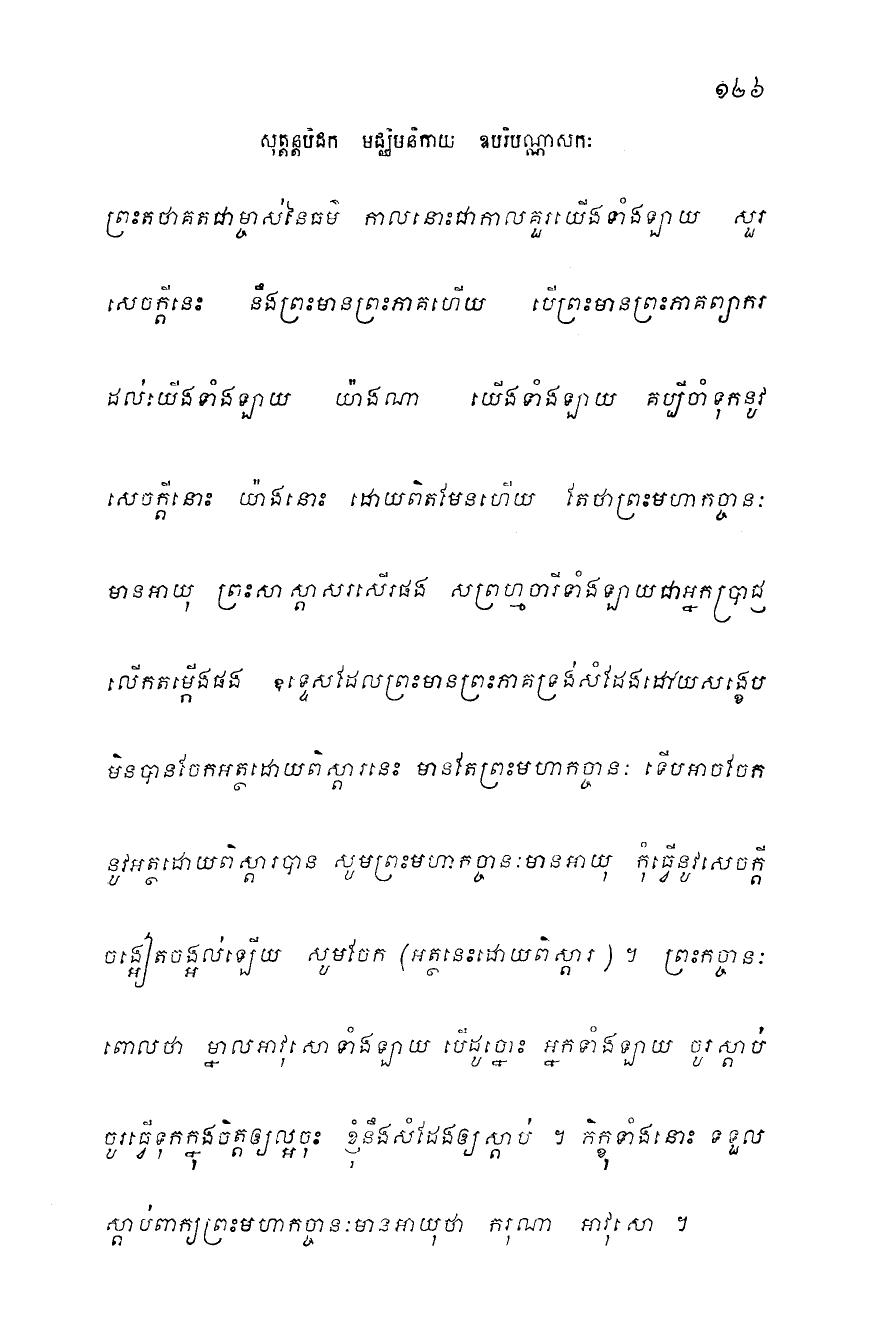 ១៤៦
សុត្តន្តបិដក មជ្ឈិមនិកាយ ឧបរិបណ្ណាសកៈ
ព្រះតថាគតជាម្ចាស់នៃធម៌ កាលនោះជាកាលគួរយើងទាំងឡាយ សួរ
សេចក្តីនេះ នឹងព្រះមានព្រះភាគហើយ បើព្រះមានព្រះភាគព្យាករ
ដល់យើងទាំងឡាយ យ៉ាងណា យើងទាំងឡាយ គប្បីចាំទុកនូវ
សេចក្តីនោះ យ៉ាងនោះ ដោយពិតមែនហើយ តែថាព្រះមហាកច្ចានៈ
មានអាយុ ព្រះសាស្តាសរសើរផង សព្រហ្មចារីទាំងឡាយជាអ្នកប្រាជ្ញ
លើកតម្កើងផង ឧទ្ទេសដែលព្រះមានព្រះភាគទ្រង់សំដែងដោយសង្ខេប
មិនបានចែកអត្ថដោយពិស្តារនេះ មានតែព្រះមហាកច្ចានៈ ទើបអាចចែក
នូវអត្ថដោយពិស្តារបាន សូមព្រះមហាកច្ចានៈមានអាយុ កុំធ្វើនូវសេចក្តី
ចង្អៀតចង្អល់ឡើយ សូមចែក (អត្ថនេះដោយពិស្តារ) ។ ព្រះកច្ចានៈ
ពោលថា ម្នាលអាវុសោទាំងឡាយ បើដូច្នោះ អ្នកទាំងឡាយ ចូរស្តាប់
ចូរធ្វើទុកក្នុងចិត្តឲ្យល្អចុះ ខ្ញុំនឹងសំដែងឲ្យស្តាប់ ។ ភិក្ខុទាំងនោះ ទទួល
ស្តាប់ពាក្យព្រះមហាកច្ចានៈមានអាយុថា ករុណា អាវុសោ ។